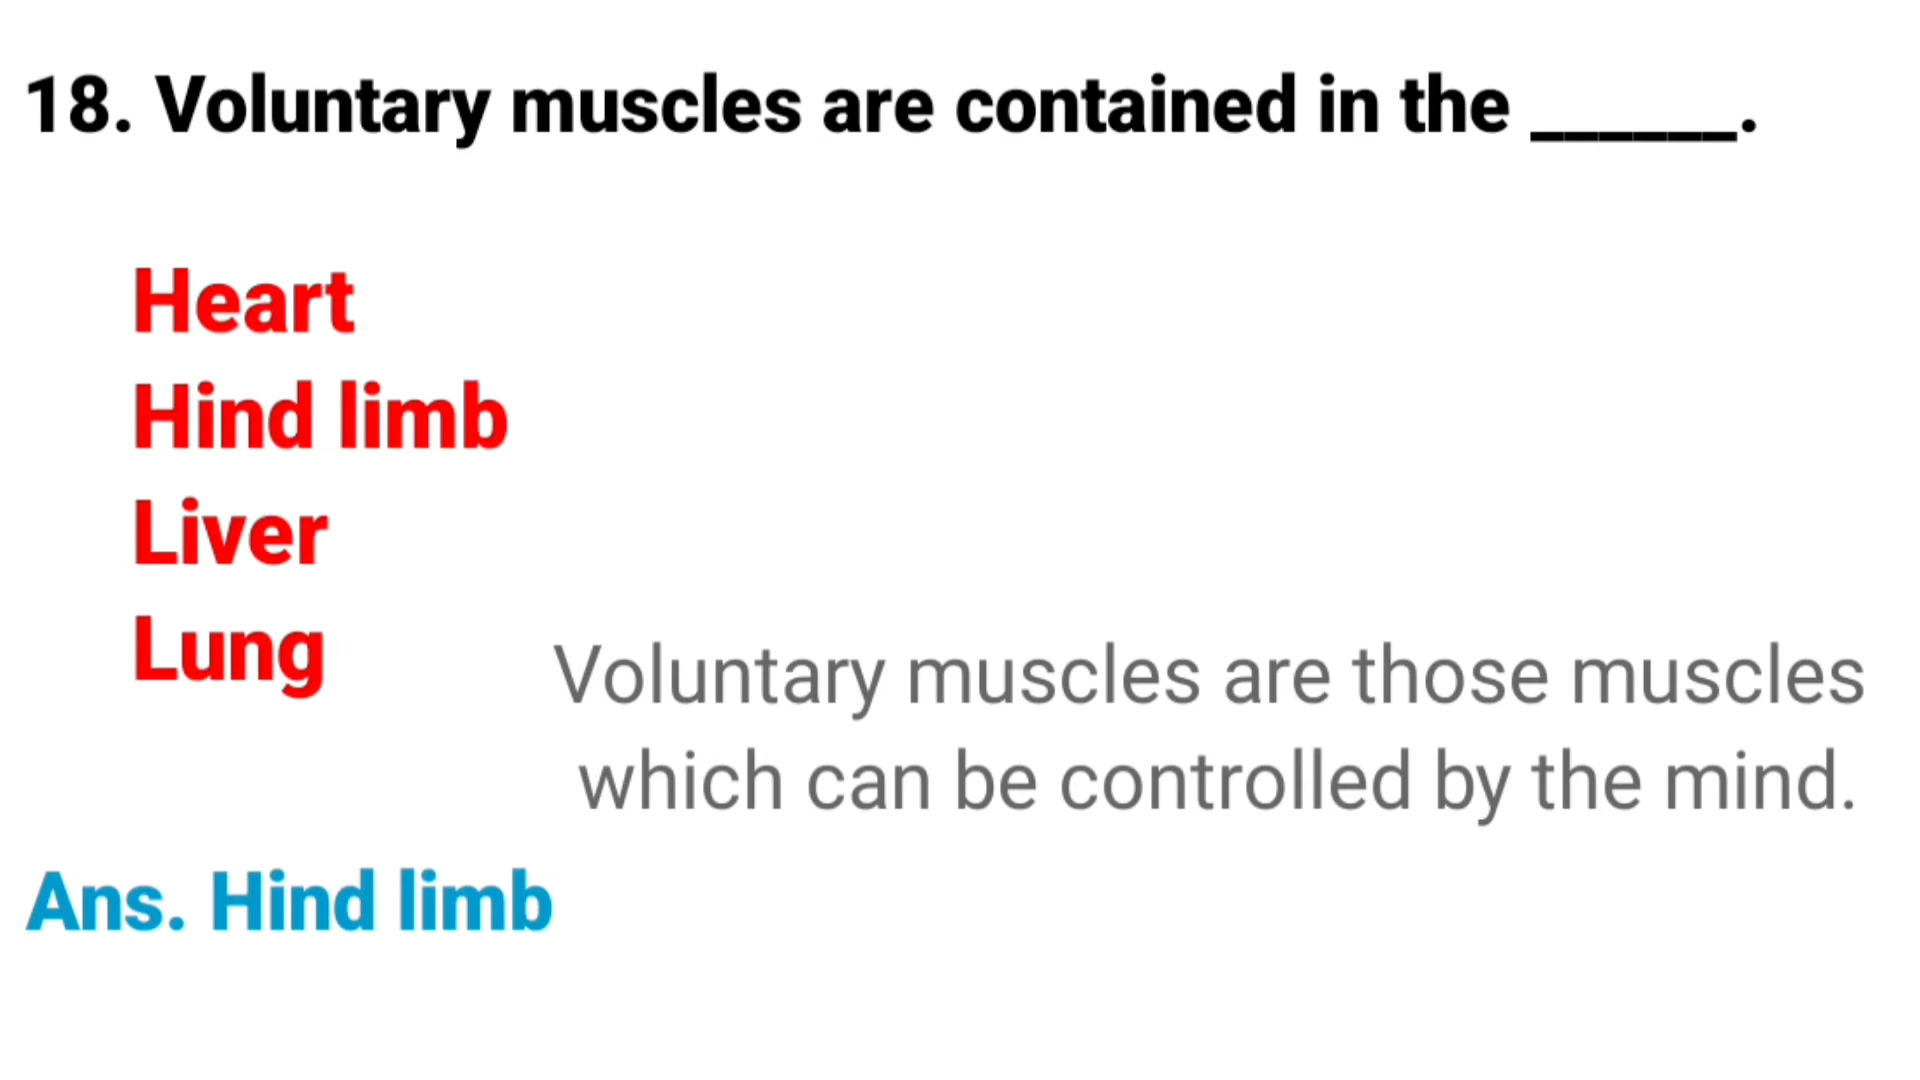 18. Voluntary muscles are contained in the ______.
Heart
Hind limb
Liver
Lung
Voluntary muscles are those muscles
which can be controlled by the mind.
Ans. Hind limb